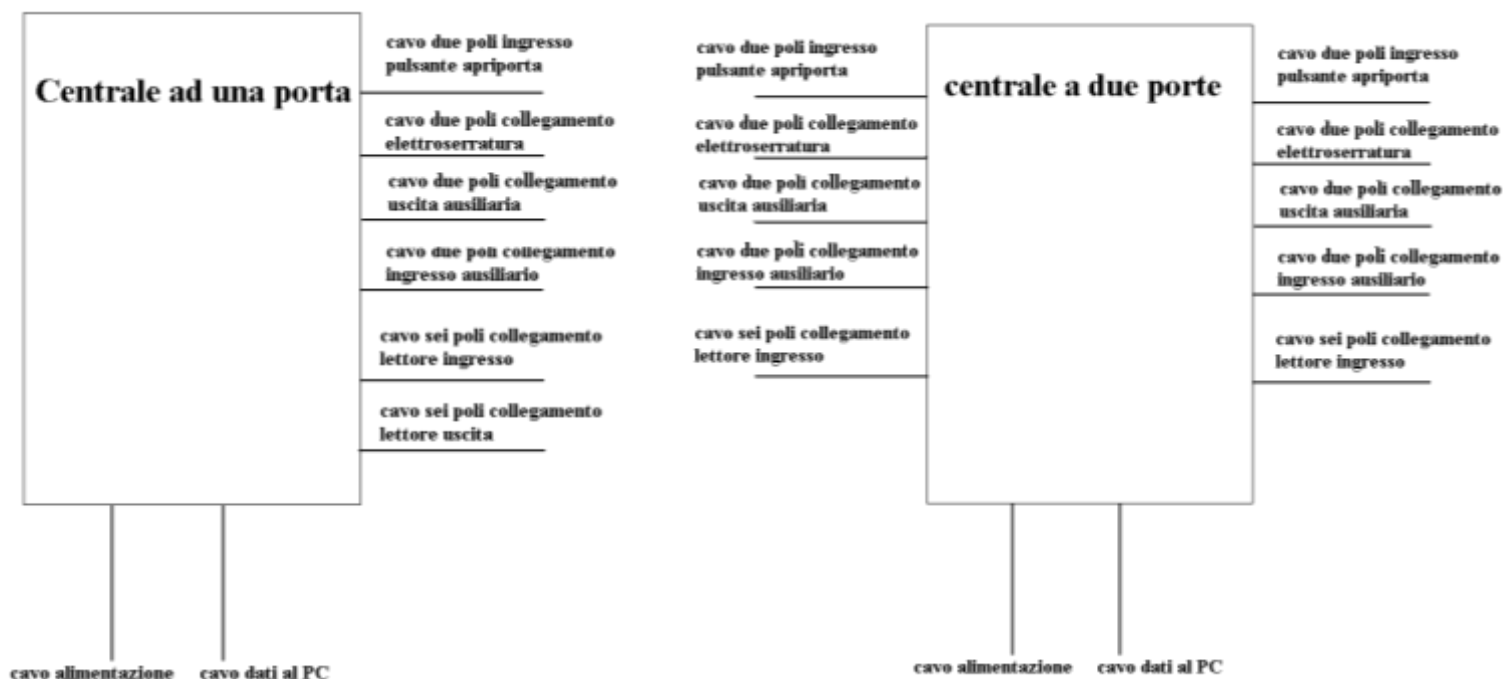 Centrale ad una porta
cavo due poli ingresso
pulsante apriporta
cavo due poli collegamento
elettroserratura
cavo due poli collegamento
uscita ausiliaria
cavo due poli collegamento
ingresso ausiliario
cavo sei poli collegamento
lettore ingresso
cavo sei poli collegamento
lettore uscita
cavo alimentazione
cavo dati al PC
cavo due poli ingresso
pulsante apriporta
cavo due poli collegamento
elettroserratura
cavo due poli collegamento
uscita ausiliaria
cavo due poli collegamento
ingresso ausiliario
cavo sei poli collegamento
lettore ingresso
centrale a due porte
cavo due poli ingresso
pulsante apriporta
cavo due poli collegamento
elettroserratura
cavo due poli collegamento
uscita ausiliaria
cavo due poli collegamento
ingresso ausiliario
cavo sei poli collegamento
lettore ingresso
cavo alimentazione
cavo dati al PC